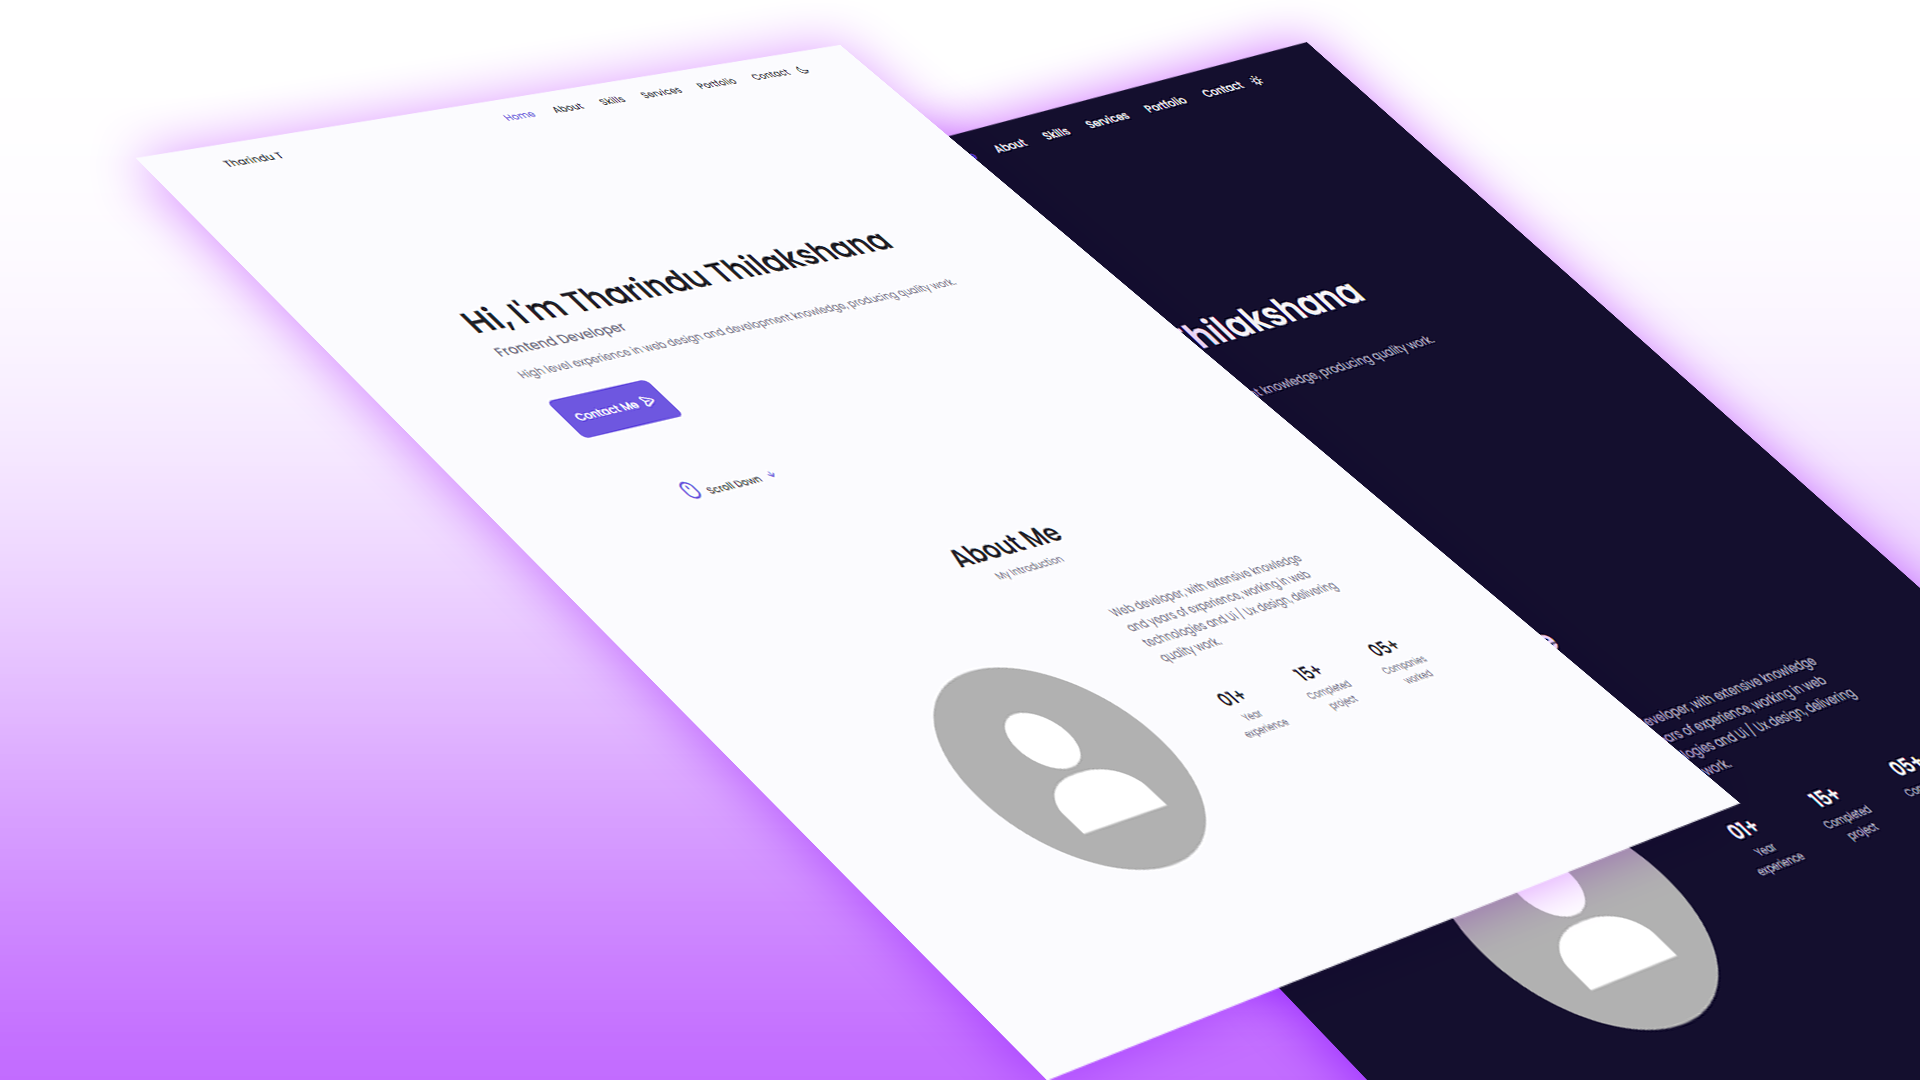 Tharindu T
Home About Skills Services Portfolio Contact
Hi, I'm Tharindu Thilakshana
Frontend Developer
High level experience in web design and development knowledge, producing quality work.
Contact Me
Scroll Down
About Me
My Introduction
Web developer, with extensive knowledge
and years of experience, working in web
technologies and Ui / Ux design, delivering
quality work.
01+
Year
experience
15+
Completed
project
05+
Companies
worked
About Skills Services Portfolio Contact
hilakshana
knowledge, producing quality work.
eveloper, with extensive knowledge
ars of experience, working in web
logies and Ui / Ux design, delivering
work.
01+
Year
experience
15+
Completed
project
05+